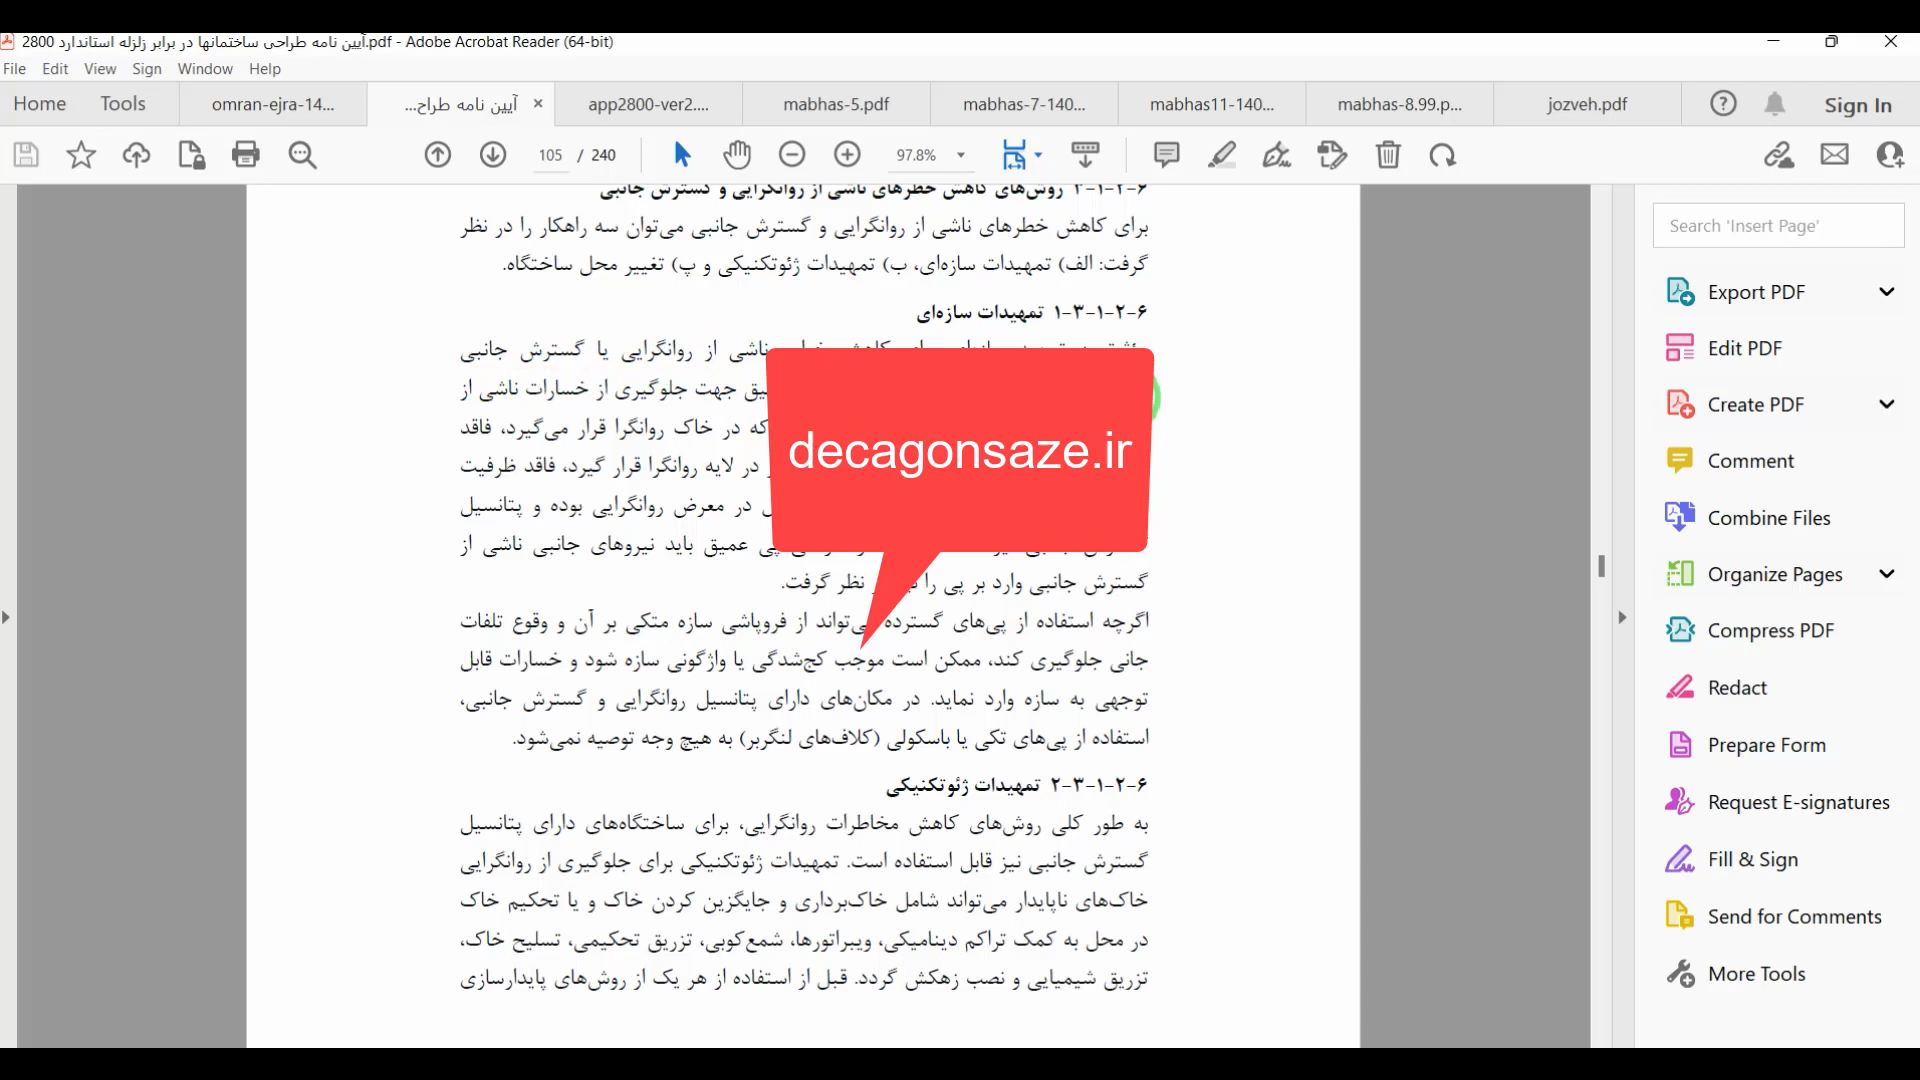 آیین نامه طراحی ساختمانها در برابر زلزله استاندارد 2800.pdf - Adobe Acrobat Reader (64-bit)
File Edit View Sign Window Help
Home Tools omran-ejra-14... آیین نامه طراح... app2800-ver2.... mabhas-5.pdf mabhas-7-140... mabhas11-140... mabhas-8.99.p... jozveh.pdf Sign In
105 / 240 97.8%
۶-۲-۱-۳ روش‌های کاهش خطرهای ناشی از روانگرایی و گسترش جانبی
برای کاهش خطرهای ناشی از روانگرایی و گسترش جانبی می‌توان سه راهکار را در نظر
گرفت: الف) تمهیدات سازه‌ای، ب) تمهیدات ژئوتکنیکی و پ) تغییر محل ساختگاه.
۶-۲-۱-۳-۱ تمهیدات سازه‌ای
ناشی از روانگرایی یا گسترش جانبی
جهت جلوگیری از خسارات ناشی از
که در خاک روانگرا قرار می‌گیرد، فاقد
در لایه روانگرا قرار گیرد، فاقد ظرفیت
در معرض روانگرایی بوده و پتانسیل
پی عمیق باید نیروهای جانبی ناشی از
گسترش جانبی وارد بر پی را نظر گرفت.
اگرچه استفاده از پی‌های گسترده می‌تواند از فروپاشی سازه متکی بر آن و وقوع تلفات
جانی جلوگیری کند، ممکن است موجب کج‌شدگی یا واژگونی سازه شود و خسارات قابل
توجهی به سازه وارد نماید. در مکان‌های دارای پتانسیل روانگرایی و گسترش جانبی،
استفاده از پی‌های تکی یا باسکولی (کلاف‌های لنگربر) به هیچ وجه توصیه نمی‌شود.
۶-۲-۱-۳-۲ تمهیدات ژئوتکنیکی
به طور کلی روش‌های کاهش مخاطرات روانگرایی، برای ساختگاه‌های دارای پتانسیل
گسترش جانبی نیز قابل استفاده است. تمهیدات ژئوتکنیکی برای جلوگیری از روانگرایی
خاک‌های ناپایدار می‌تواند شامل خاک‌برداری و جایگزین کردن خاک و یا تحکیم خاک
در محل به کمک تراکم دینامیکی، ویبراتورها، شمع‌کوبی، تزریق تحکیمی، تسلیح خاک،
تزریق شیمیایی و نصب زهکش گردد. قبل از استفاده از هر یک از روش‌های پایدارسازی
decagonsaze.ir
Search 'Insert Page'
Export PDF
Edit PDF
Create PDF
Comment
Combine Files
Organize Pages
Compress PDF
Redact
Prepare Form
Request E-signatures
Fill & Sign
Send for Comments
More Tools